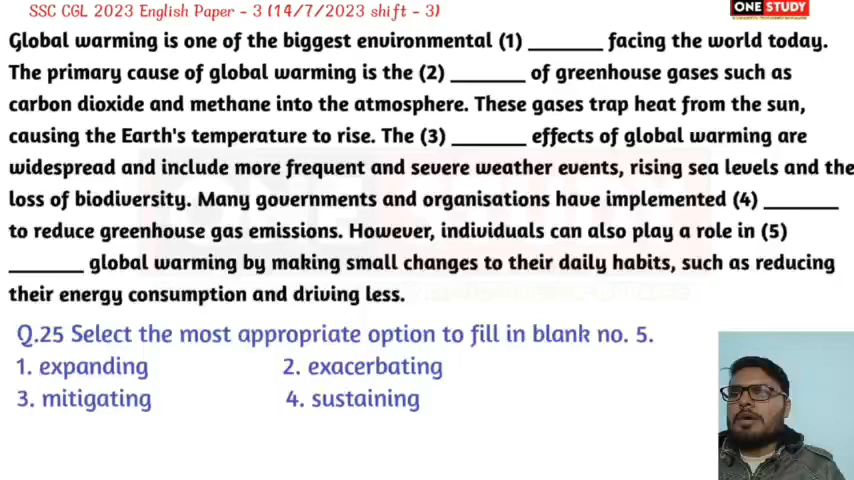 SSC CGL 2023 English Paper - 3 (14/7/2023 shift - 3)
ONE STUDY
Global warming is one of the biggest environmental (1) _______ facing the world today.
The primary cause of global warming is the (2) _______ of greenhouse gases such as
carbon dioxide and methane into the atmosphere. These gases trap heat from the sun,
causing the Earth's temperature to rise. The (3) _______ effects of global warming are
widespread and include more frequent and severe weather events, rising sea levels and the
loss of biodiversity. Many governments and organisations have implemented (4) _______
to reduce greenhouse gas emissions. However, individuals can also play a role in (5)
_______ global warming by making small changes to their daily habits, such as reducing
their energy consumption and driving less.
Q.25 Select the most appropriate option to fill in blank no. 5.
1. expanding 2. exacerbating
3. mitigating 4. sustaining